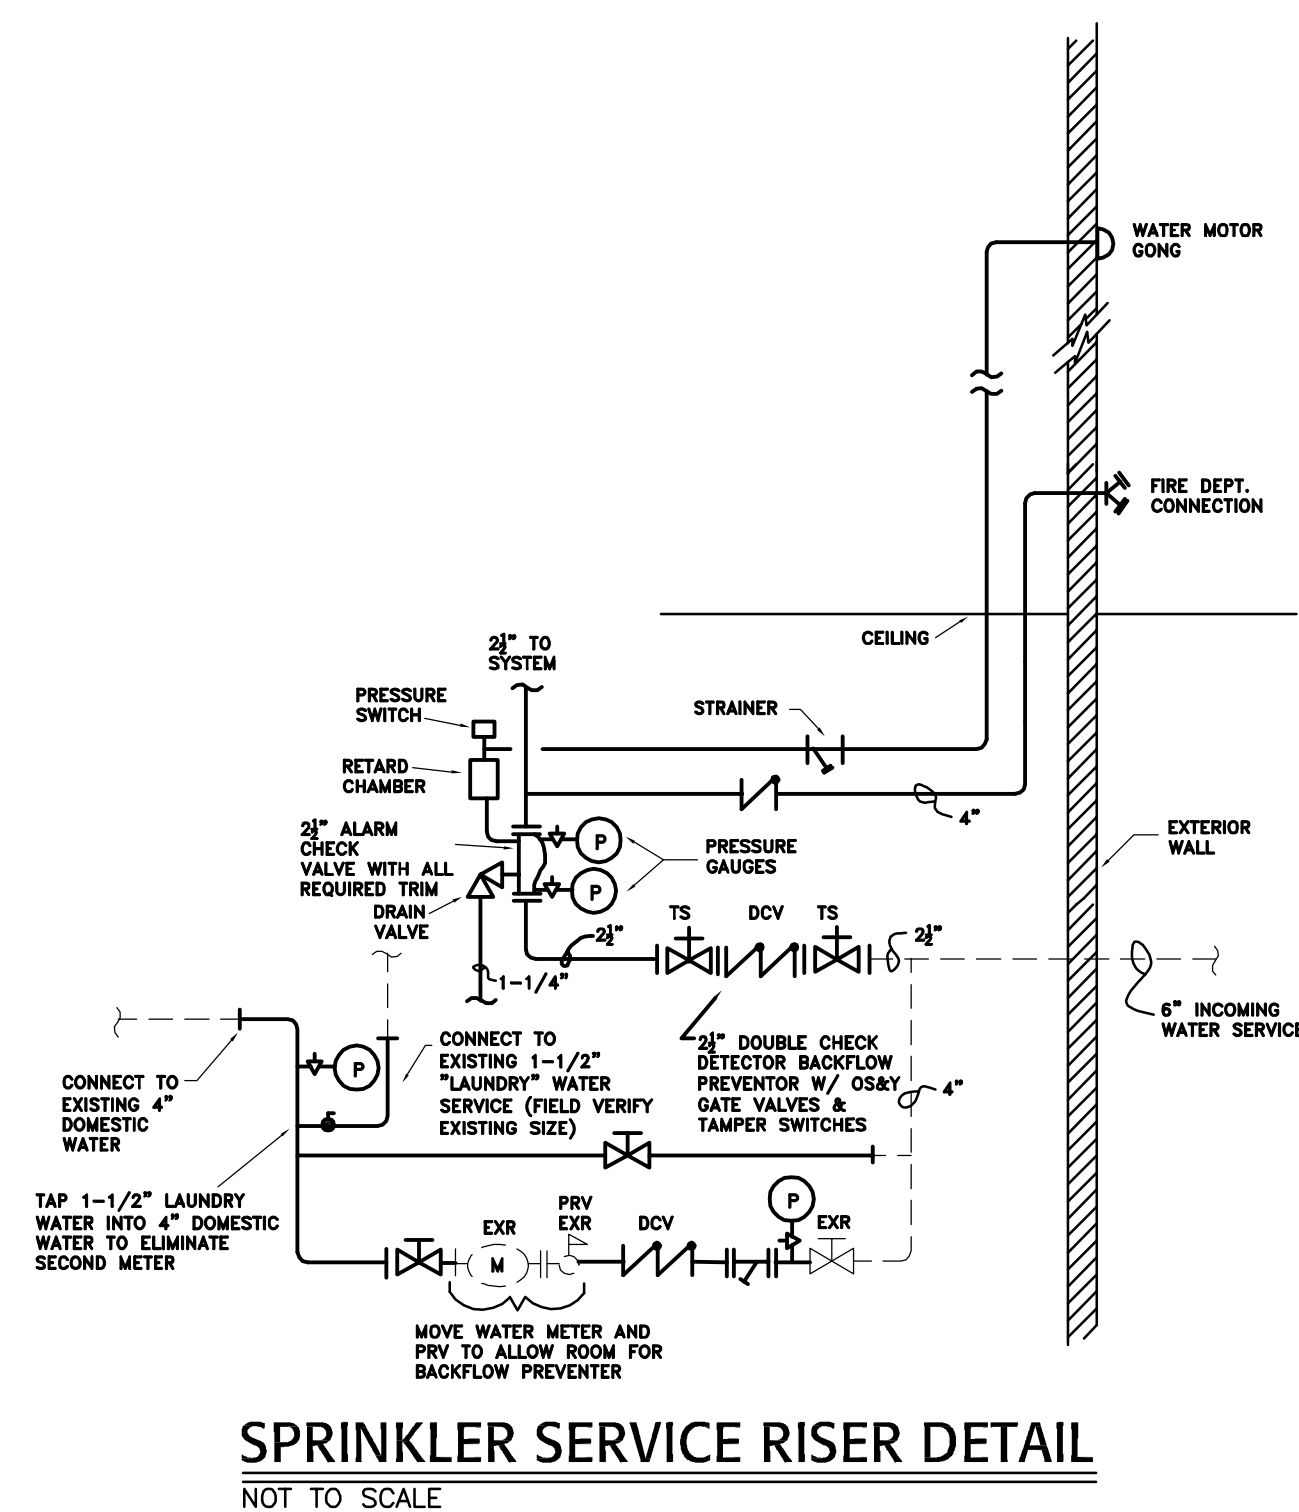 WATER MOTOR
GONG
FIRE DEPT.
CONNECTION
CEILING
2½" TO
SYSTEM
PRESSURE
SWITCH
STRAINER
RETARD
CHAMBER
4"
2½" ALARM
CHECK
VALVE WITH ALL
REQUIRED TRIM
P
PRESSURE
GAUGES
EXTERIOR
WALL
P
DRAIN
VALVE
TS
DCV
TS
2½"
2½"
1-1/4"
6" INCOMING
WATER SERVICE
CONNECT TO
EXISTING 1-1/2"
"LAUNDRY" WATER
SERVICE (FIELD VERIFY
EXISTING SIZE)
2½" DOUBLE CHECK
DETECTOR BACKFLOW
PREVENTOR W/ OS&Y
GATE VALVES &
TAMPER SWITCHES
P
4"
CONNECT TO
EXISTING 4"
DOMESTIC
WATER
TAP 1-1/2" LAUNDRY
WATER INTO 4" DOMESTIC
WATER TO ELIMINATE
SECOND METER
P
EXR
PRV
EXR
DCV
EXR
M
MOVE WATER METER AND
PRV TO ALLOW ROOM FOR
BACKFLOW PREVENTER
SPRINKLER SERVICE RISER DETAIL
NOT TO SCALE